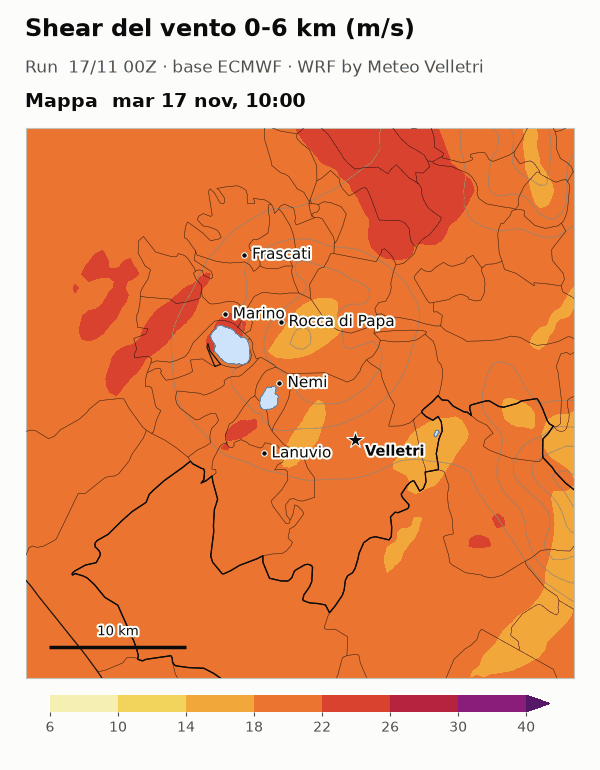 Shear del vento 0-6 km (m/s)
Run  17/11 00Z · base ECMWF · WRF by Meteo Velletri
Mappa  mar 17 nov, 10:00
Frascati
Marino
Rocca di Papa
Nemi
Velletri
Lanuvio
10 km
6 10 14 18 22 26 30 40